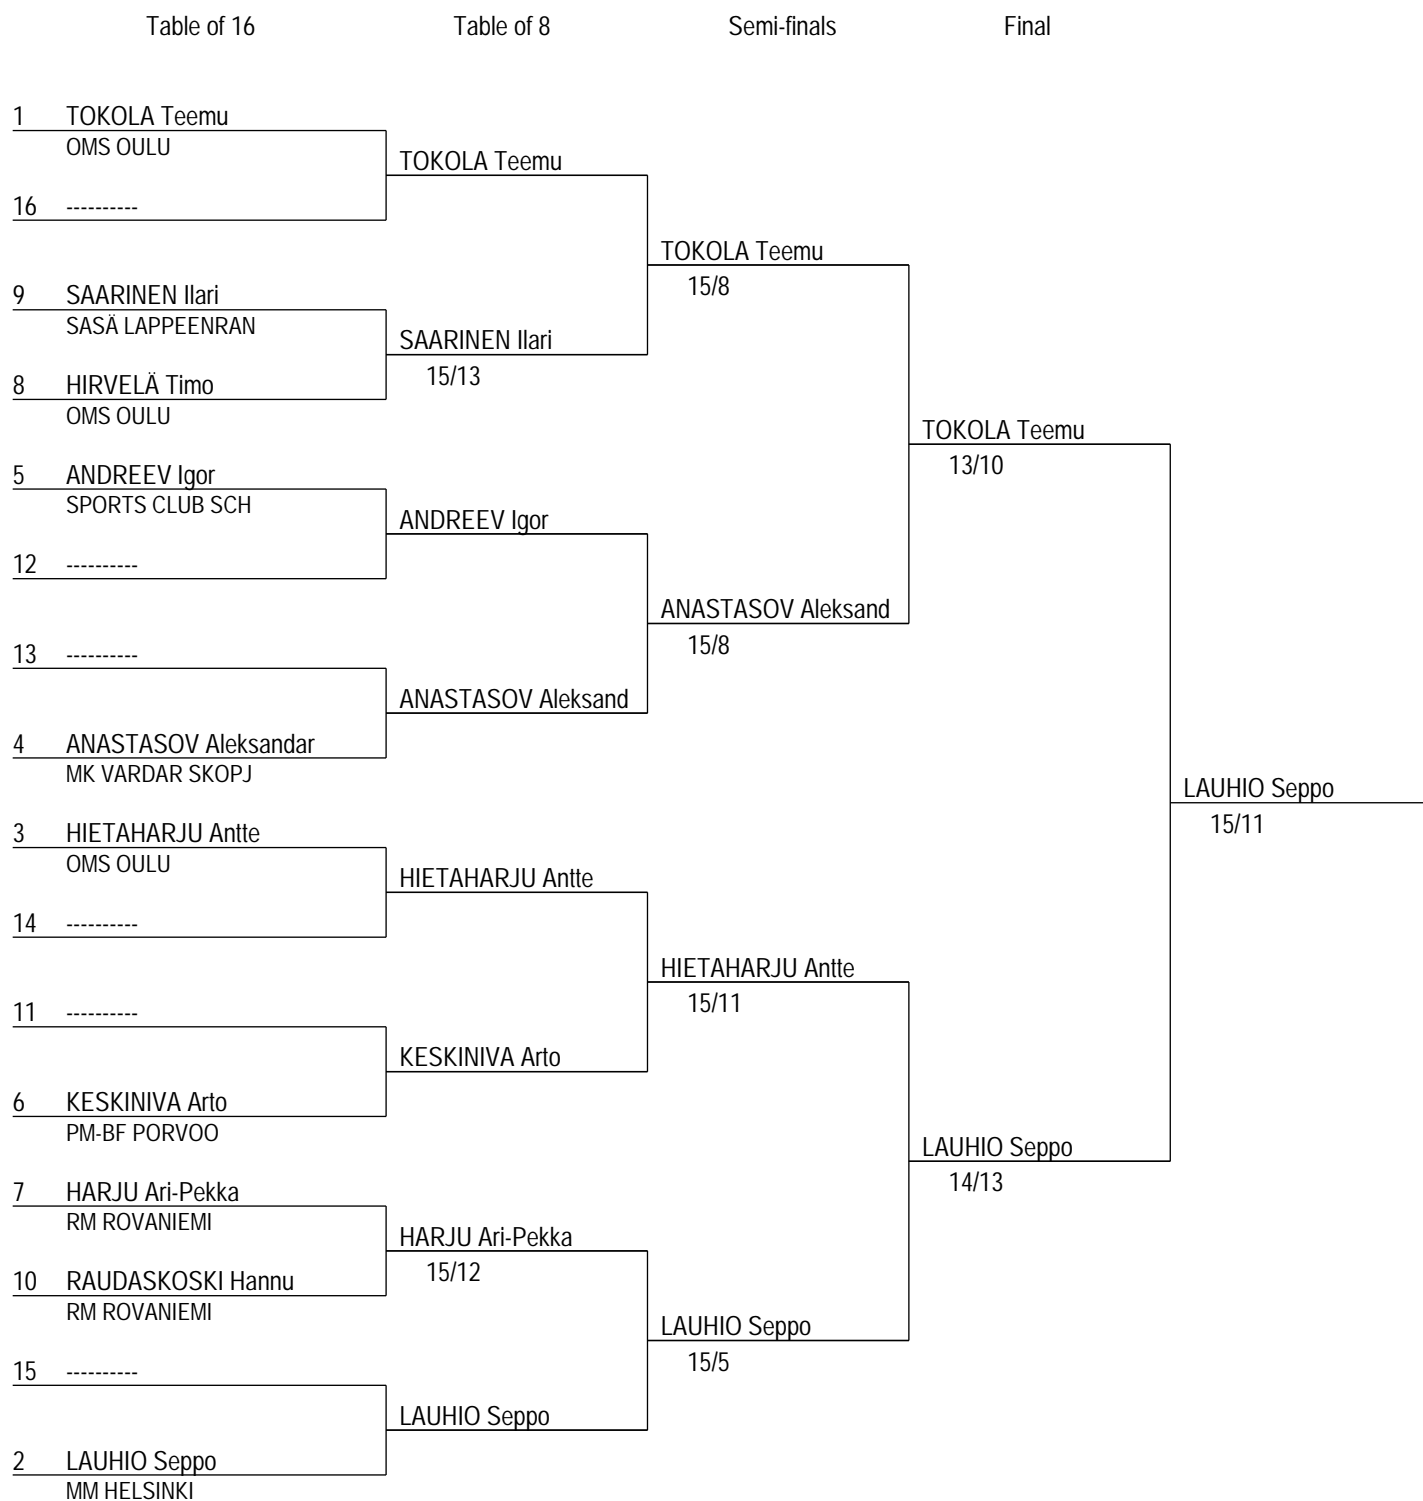 Table of 16 Table of 8 Semi-finals Final
1 TOKOLA Teemu
OMS OULU
TOKOLA Teemu
16 ----------
TOKOLA Teemu
15/8
9 SAARINEN Ilari
SASÄ LAPPEENRAN
SAARINEN Ilari
15/13
8 HIRVELÄ Timo
OMS OULU
TOKOLA Teemu
13/10
5 ANDREEV Igor
SPORTS CLUB SCH
ANDREEV Igor
12 ----------
ANASTASOV Aleksand
15/8
13 ----------
ANASTASOV Aleksand
4 ANASTASOV Aleksandar
MK VARDAR SKOPJ
LAUHIO Seppo
15/11
3 HIETAHARJU Antte
OMS OULU
HIETAHARJU Antte
14 ----------
HIETAHARJU Antte
15/11
11 ----------
KESKINIVA Arto
6 KESKINIVA Arto
PM-BF PORVOO
LAUHIO Seppo
14/13
7 HARJU Ari-Pekka
RM ROVANIEMI
HARJU Ari-Pekka
15/12
10 RAUDASKOSKI Hannu
RM ROVANIEMI
LAUHIO Seppo
15/5
15 ----------
LAUHIO Seppo
2 LAUHIO Seppo
MM HELSINKI